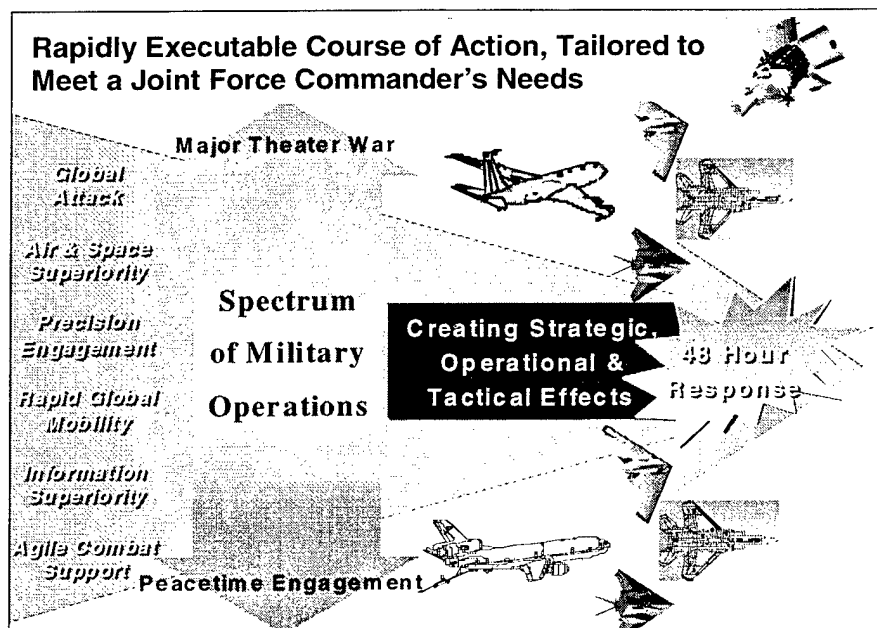 Rapidly Executable Course of Action, Tailored to
Meet a Joint Force Commander's Needs
Major Theater War
Global
Attack
Air & Space
Superiority
Precision
Engagement
Rapid Global
Mobility
Information
Superiority
Agile Combat
Support
Spectrum
of Military
Operations
Creating Strategic,
Operational &
Tactical Effects
48 Hour
Response
Peacetime Engagement